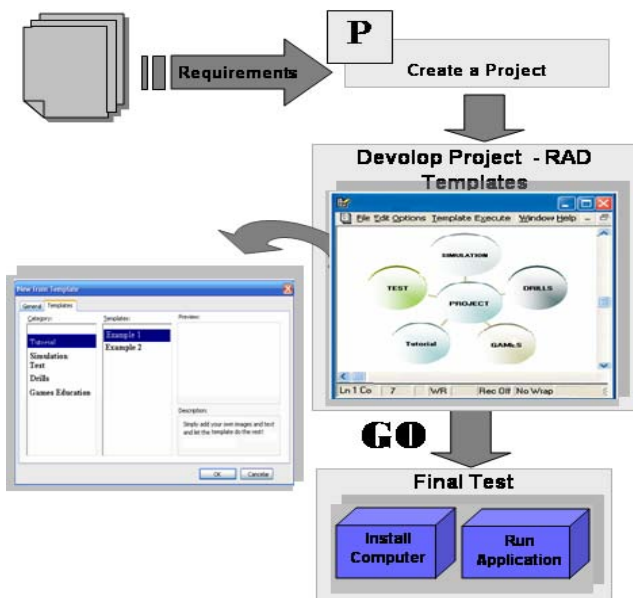 P
Requirements
Create a Project
Devolop Project - RAD
Templates
File Edit Options Template Execute Window Help
SIMULATION
TEST
DRILLS
PROJECT
Tutorial
GAMES
Ln 1 Co 7 WR Rec Off No Wrap
New from Template
General Templates
Category: Templates: Preview:
Tutorial
Simulation
Test
Drills
Games Education
Example 1
Example 2
Description:
Simply add your own images and text
and let the template do the rest!
OK Cancelar
GO
Final Test
Install
Computer
Run
Application